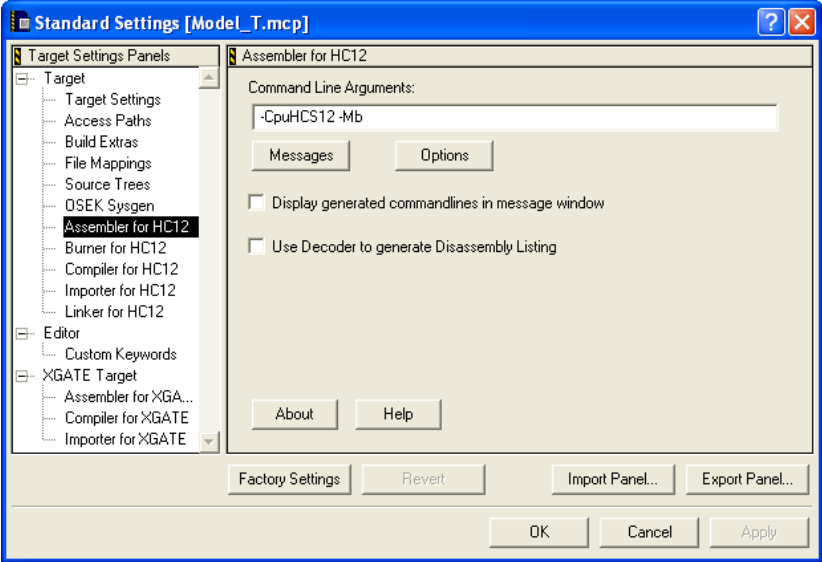 Standard Settings [Model_T.mcp]
Target Settings Panels
Target
Target Settings
Access Paths
Build Extras
File Mappings
Source Trees
OSEK Sysgen
Assembler for HC12
Burner for HC12
Compiler for HC12
Importer for HC12
Linker for HC12
Editor
Custom Keywords
XGATE Target
Assembler for XGA...
Compiler for XGATE
Importer for XGATE
Assembler for HC12
Command Line Arguments:
-CpuHCS12 -Mb
Messages Options
Display generated commandlines in message window
Use Decoder to generate Disassembly Listing
About Help
Factory Settings Revert Import Panel... Export Panel...
OK Cancel Apply